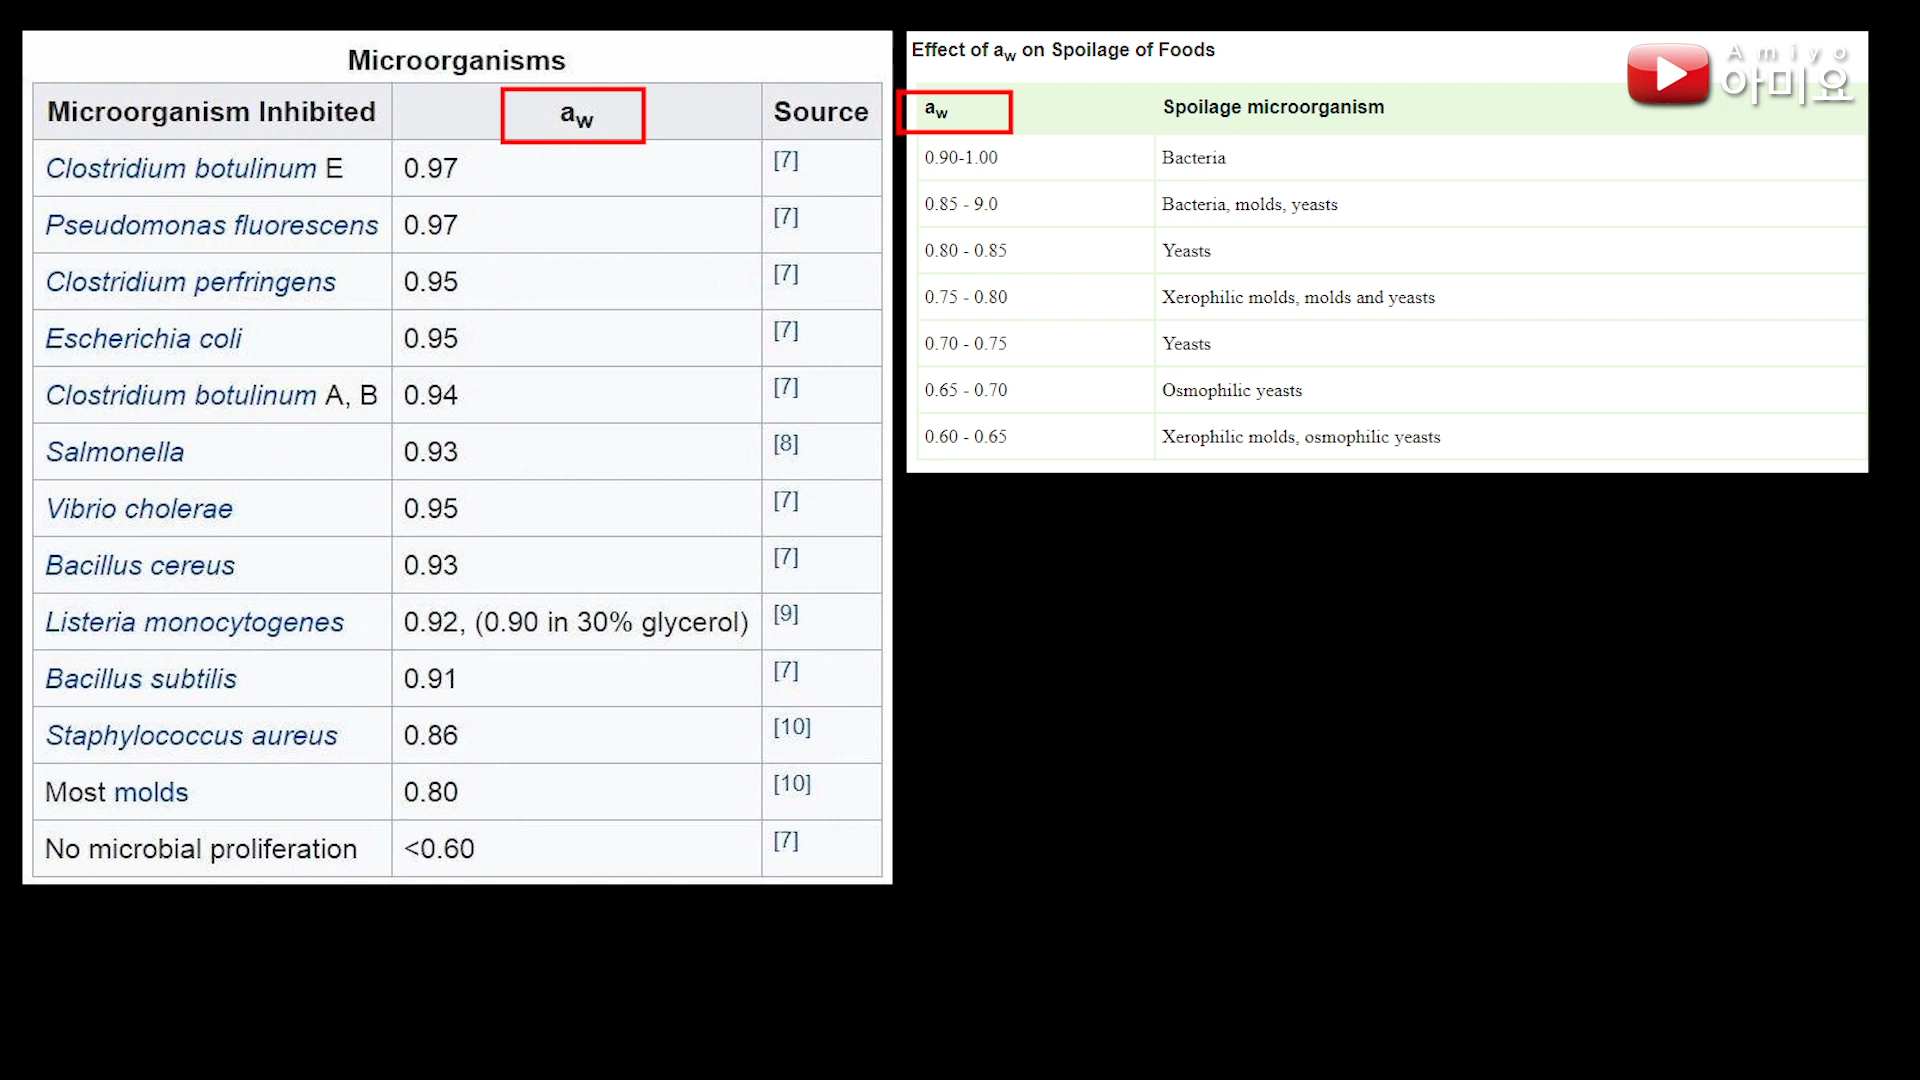 Microorganisms
Microorganism Inhibited aw Source
Clostridium botulinum E 0.97 [7]
Pseudomonas fluorescens 0.97 [7]
Clostridium perfringens 0.95 [7]
Escherichia coli 0.95 [7]
Clostridium botulinum A, B 0.94 [7]
Salmonella 0.93 [8]
Vibrio cholerae 0.95 [7]
Bacillus cereus 0.93 [7]
Listeria monocytogenes 0.92, (0.90 in 30% glycerol) [9]
Bacillus subtilis 0.91 [7]
Staphylococcus aureus 0.86 [10]
Most molds 0.80 [10]
No microbial proliferation <0.60 [7]
Effect of aw on Spoilage of Foods
aw Spoilage microorganism
0.90-1.00 Bacteria
0.85 - 9.0 Bacteria, molds, yeasts
0.80 - 0.85 Yeasts
0.75 - 0.80 Xerophilic molds, molds and yeasts
0.70 - 0.75 Yeasts
0.65 - 0.70 Osmophilic yeasts
0.60 - 0.65 Xerophilic molds, osmophilic yeasts
Amiyo
아미요